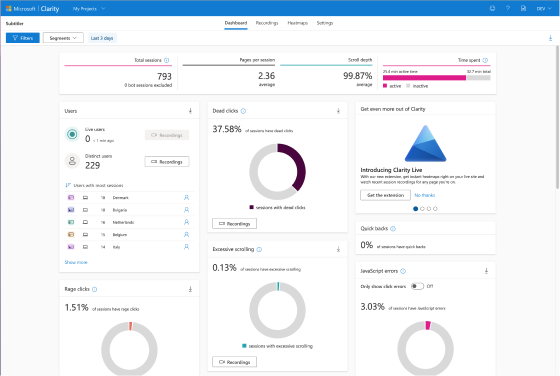 Microsoft | Clarity My Projects DEV
Subtitler Dashboard Recordings Heatmaps Settings
Filters Segments Last 3 days
Total sessions
793
0 bot sessions excluded
Pages per session
2.36
average
Scroll depth
99.87%
average
Time spent
25.4 min active time 32.7 min total
active inactive
Users
Live users
0 < 1 min ago
Recordings
Distinct users
229
Recordings
Users with most sessions
18 Denmark
18 Bulgaria
16 Netherlands
15 Belgium
14 Italy
Show more
Rage clicks
1.51% of sessions have rage clicks
Dead clicks
37.58% of sessions have dead clicks
sessions with dead clicks
Recordings
Excessive scrolling
0.13% of sessions have excessive scrolling
sessions with excessive scrolling
Recordings
Get even more out of Clarity
Introducing Clarity Live
With our new extension, get instant heatmaps right on your live site and
watch recent session recordings for any page you're on.
Get the extension No thanks
Quick backs
0% of sessions have quick backs
JavaScript errors
Only show click errors Off
3.03% of sessions have JavaScript errors